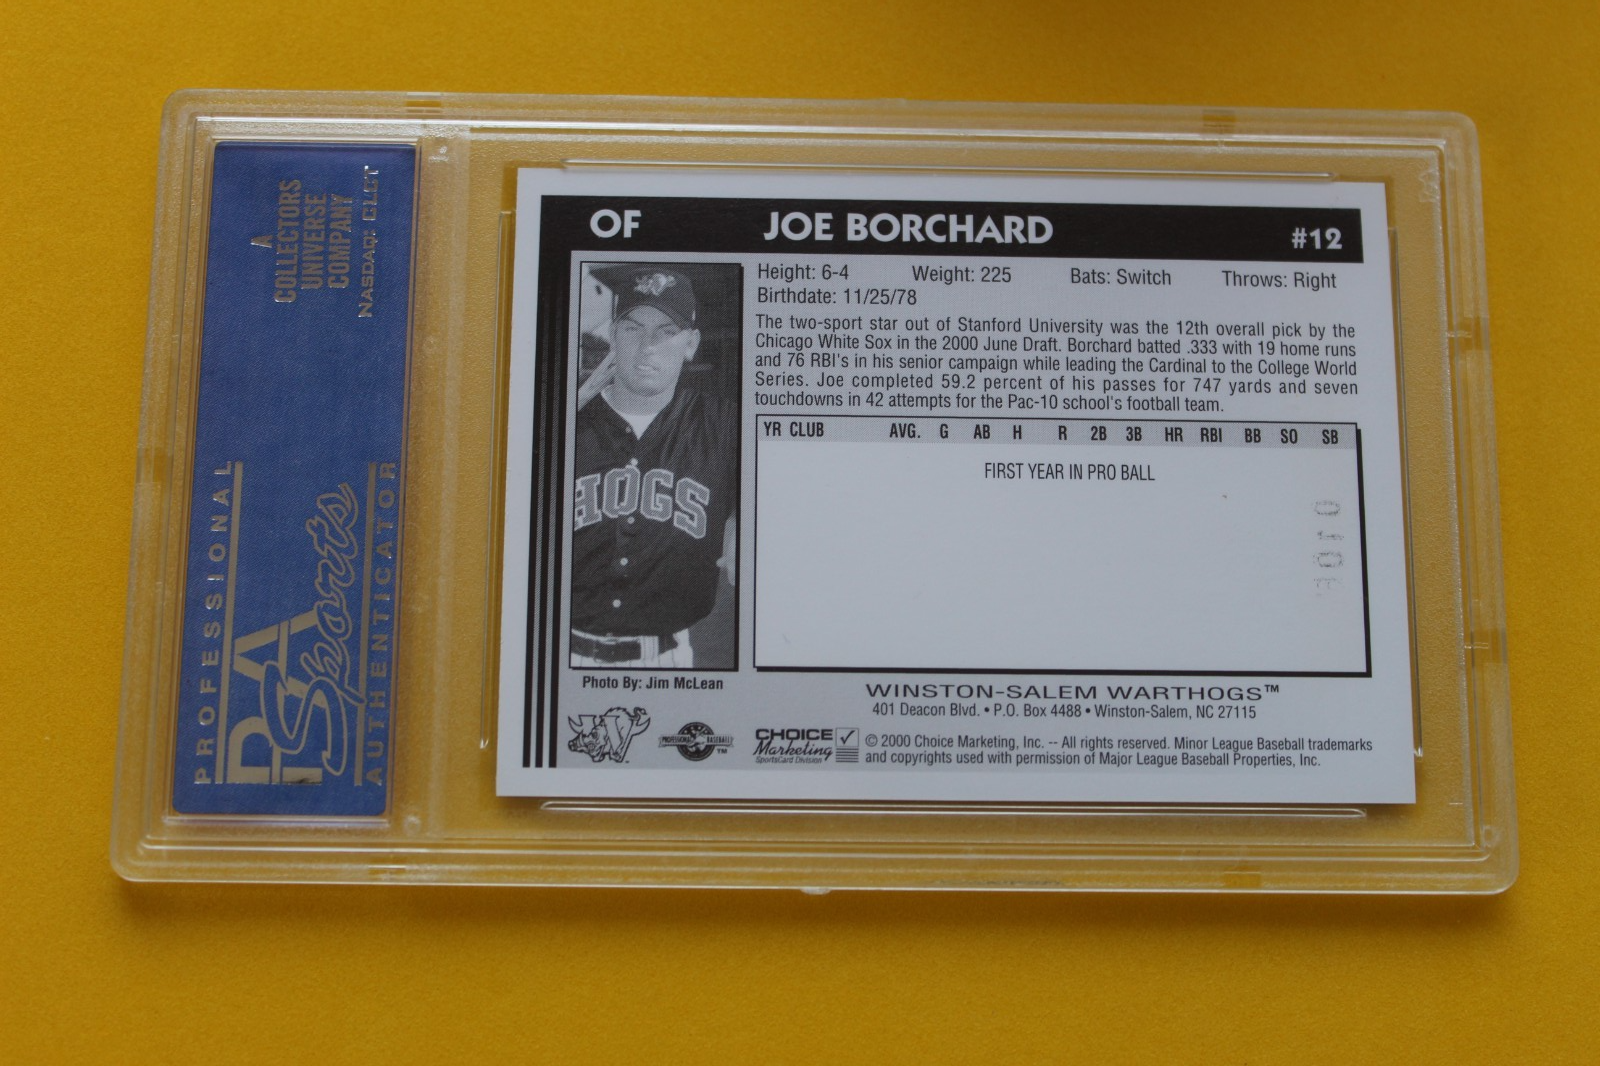 A
COLLECTORS
UNIVERSE
COMPANY
NASDAQ: CLCT
PROFESSIONAL
PSA
Sports
AUTHENTICATOR
OF JOE BORCHARD #12
Height: 6-4 Weight: 225 Bats: Switch Throws: Right
Birthdate: 11/25/78
The two-sport star out of Stanford University was the 12th overall pick by the
Chicago White Sox in the 2000 June Draft. Borchard batted .333 with 19 home runs
and 76 RBI's in his senior campaign while leading the Cardinal to the College World
Series. Joe completed 59.2 percent of his passes for 747 yards and seven
touchdowns in 42 attempts for the Pac-10 school's football team.
YR CLUB AVG. G AB H R 2B 3B HR RBI BB SO SB
FIRST YEAR IN PRO BALL
HOGS
Photo By: Jim McLean
WINSTON-SALEM WARTHOGS™
401 Deacon Blvd. • P.O. Box 4488 • Winston-Salem, NC 27115
PROFESSIONAL BASEBALL ™
CHOICE
Marketing
SportsCard Division
© 2000 Choice Marketing, Inc. -- All rights reserved. Minor League Baseball trademarks
and copyrights used with permission of Major League Baseball Properties, Inc.